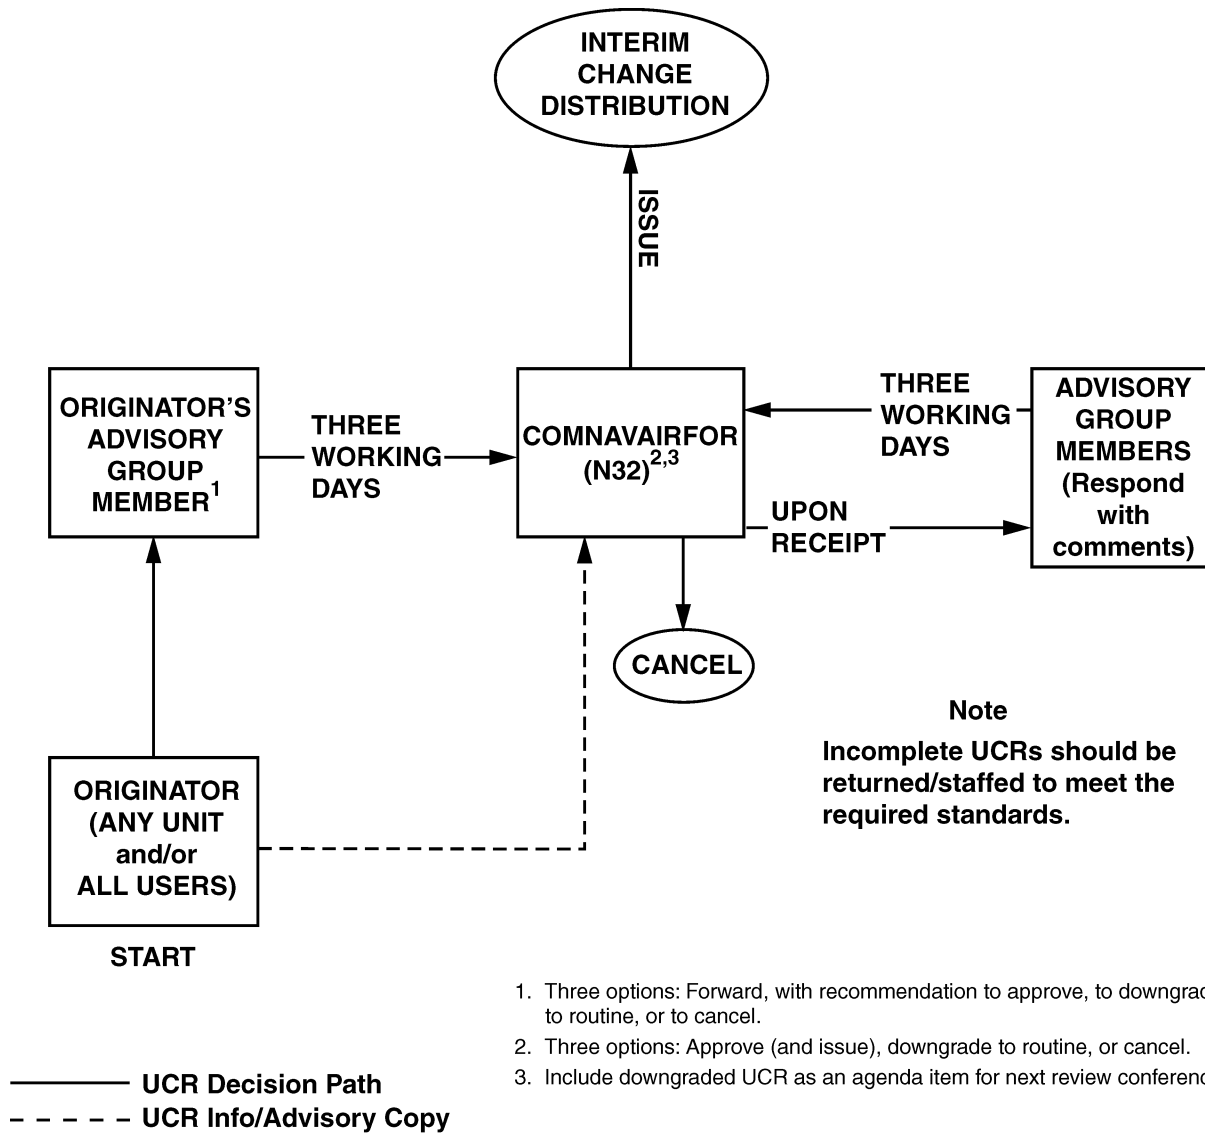 INTERIM
CHANGE
DISTRIBUTION
ISSUE
ORIGINATOR’S
ADVISORY
GROUP
MEMBER1
THREE
WORKING
DAYS
COMNAVAIRFOR
(N32)2,3
THREE
WORKING
DAYS
ADVISORY
GROUP
MEMBERS
(Respond
with
comments)
UPON
RECEIPT
CANCEL
ORIGINATOR
(ANY UNIT
and/or
ALL USERS)
START
Note
Incomplete UCRs should be
returned/staffed to meet the
required standards.
1. Three options: Forward, with recommendation to approve, to
to routine, or to cancel.
2. Three options: Approve (and issue), downgrade to routine, or cancel.
3. Include downgraded UCR as an agenda item for next review
UCR Decision Path
UCR Info/Advisory Copy